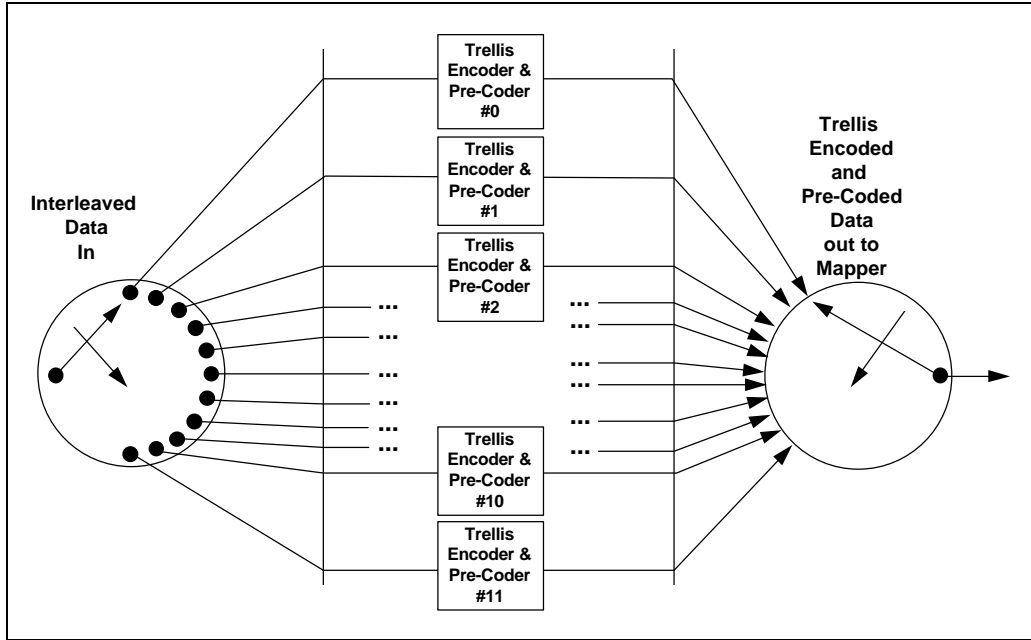 Interleaved
Data
In
Trellis
Encoder &
Pre-Coder
#0
Trellis
Encoder &
Pre-Coder
#1
Trellis
Encoder &
Pre-Coder
#2
...
...
...
...
...
...
...
...
...
...
...
...
Trellis
Encoder &
Pre-Coder
#10
Trellis
Encoder &
Pre-Coder
#11
Trellis
Encoded
and
Pre-Coded
Data
out to
Mapper